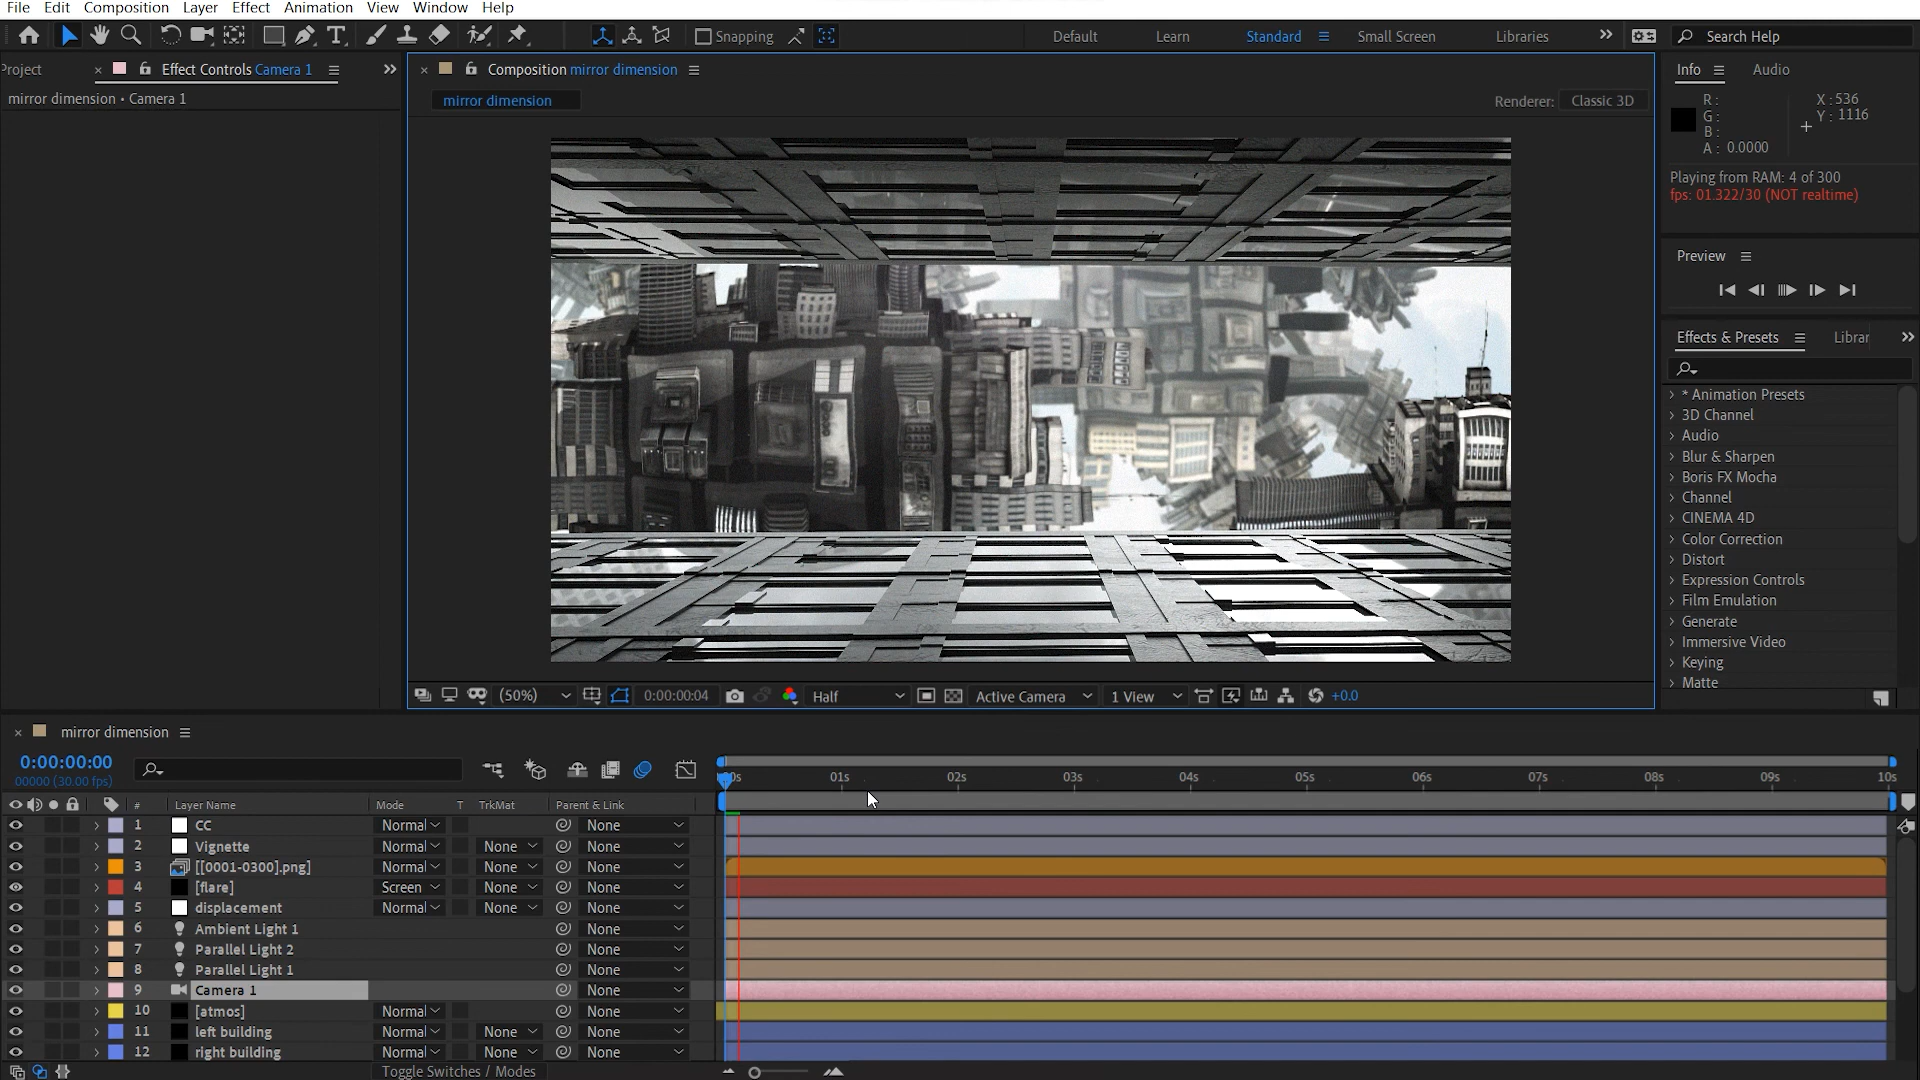 File Edit Composition Layer Effect Animation View Window Help
Snapping Default Learn Standard Small Screen Libraries Search Help
Project Effect Controls Camera 1
mirror dimension • Camera 1
Composition mirror dimension
mirror dimension
Renderer: Classic 3D
(50%) 0:00:00:04 Half Active Camera 1 View +0.0
Info Audio
R :
G :
B :
A : 0.0000
X : 536
Y : 1116
Playing from RAM: 4 of 300
fps: 01.322/30 (NOT realtime)
Preview
Effects & Presets Librar
* Animation Presets
3D Channel
Audio
Blur & Sharpen
Boris FX Mocha
Channel
CINEMA 4D
Color Correction
Distort
Expression Controls
Film Emulation
Generate
Immersive Video
Keying
Matte
mirror dimension
0:00:00:00
00000 (30.00 fps)
01s 02s 03s 04s 05s 06s 07s 08s 09s 10s
# Layer Name Mode T TrkMat Parent & Link
1 CC Normal None
2 Vignette Normal None None
3 [[0001-0300].png] Normal None None
4 [flare] Screen None None
5 displacement Normal None None
6 Ambient Light 1 None
7 Parallel Light 2 None
8 Parallel Light 1 None
9 Camera 1 None
10 [atmos] Normal None
11 left building Normal None None
12 right building Normal None None
Toggle Switches / Modes